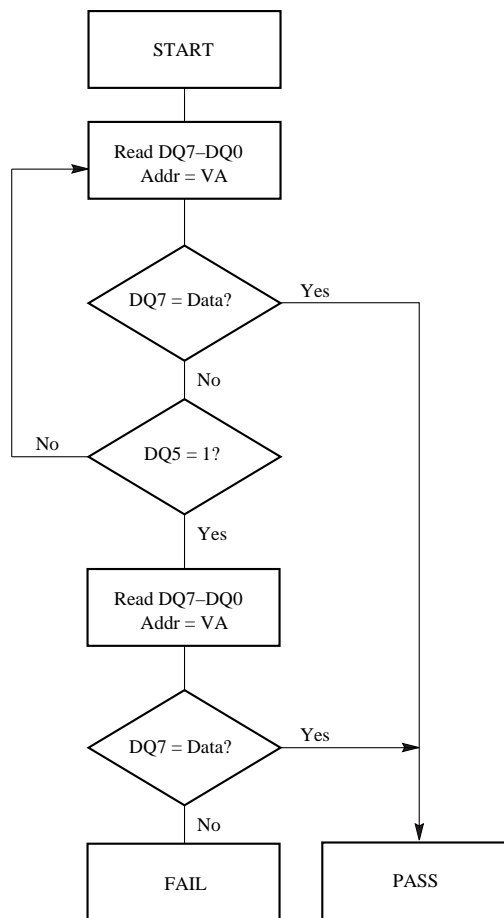 START
Read DQ7–DQ0
Addr = VA
DQ7 = Data?
Yes
No
No
DQ5 = 1?
Yes
Read DQ7–DQ0
Addr = VA
DQ7 = Data?
Yes
No
FAIL
PASS